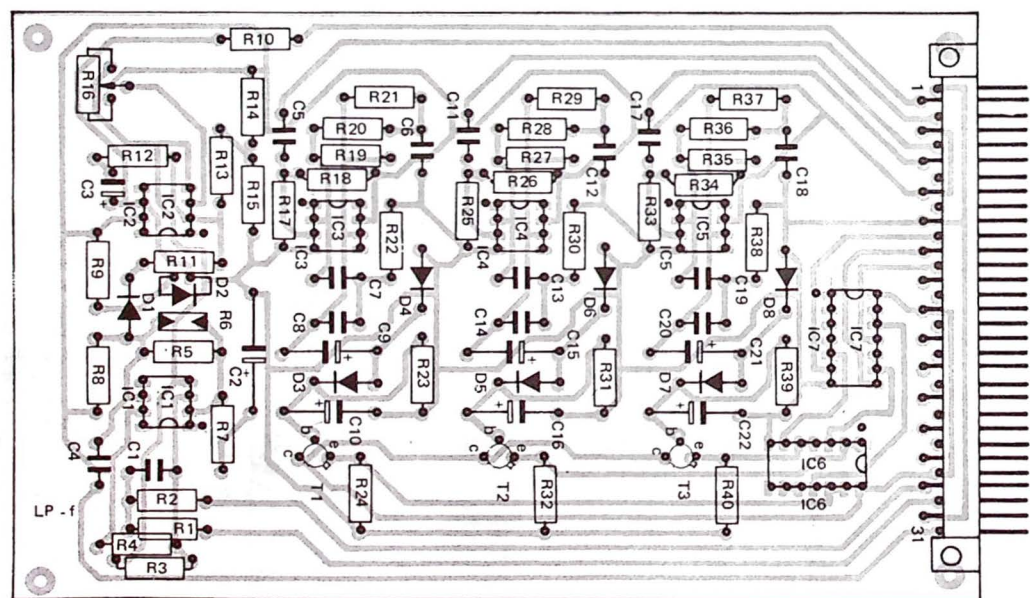 R10
R16
R14
C5
R21
C6
C11
R29
C17
R37
1
R20
R28
R36
R12
R13
R19
R27
R35
C3
R15
R18
R26
C12
R34
C18
IC2
IC2
R17
IC3
R22
R25
IC4
R30
R33
IC5
R38
R9
R11
IC3
IC4
IC5
D1
D2
C7
D4
C13
D6
C19
D8
R6
C8
C9
C14
C15
C20
C21
IC7
IC7
R5
C2
+
+
+
R8
D3
R23
D5
R31
D7
R39
IC1
IC1
R7
+
C10
+
C16
+
C22
b
c
e
b
c
e
b
c
e
C4
C1
T1
T2
T3
IC6
R2
R24
R32
R40
IC6
LP-f
R1
31
R4
R3